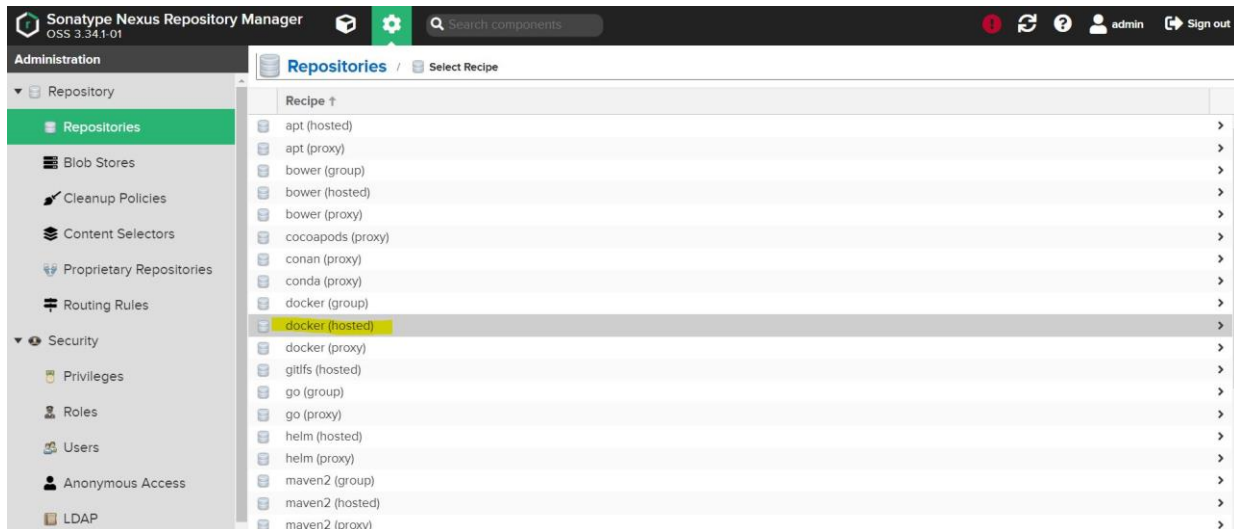 Sonatype Nexus Repository Manager
OSS 3.34.1-01
Search components
admin
Sign out
Administration
Repository
Repositories
Blob Stores
Cleanup Policies
Content Selectors
Proprietary Repositories
Routing Rules
Security
Privileges
Roles
Users
Anonymous Access
LDAP
Repositories / Select Recipe
Recipe ↑
apt (hosted)
apt (proxy)
bower (group)
bower (hosted)
bower (proxy)
cocoapods (proxy)
conan (proxy)
conda (proxy)
docker (group)
docker (hosted)
docker (proxy)
gitlfs (hosted)
go (group)
go (proxy)
helm (hosted)
helm (proxy)
maven2 (group)
maven2 (hosted)
maven2 (proxy)